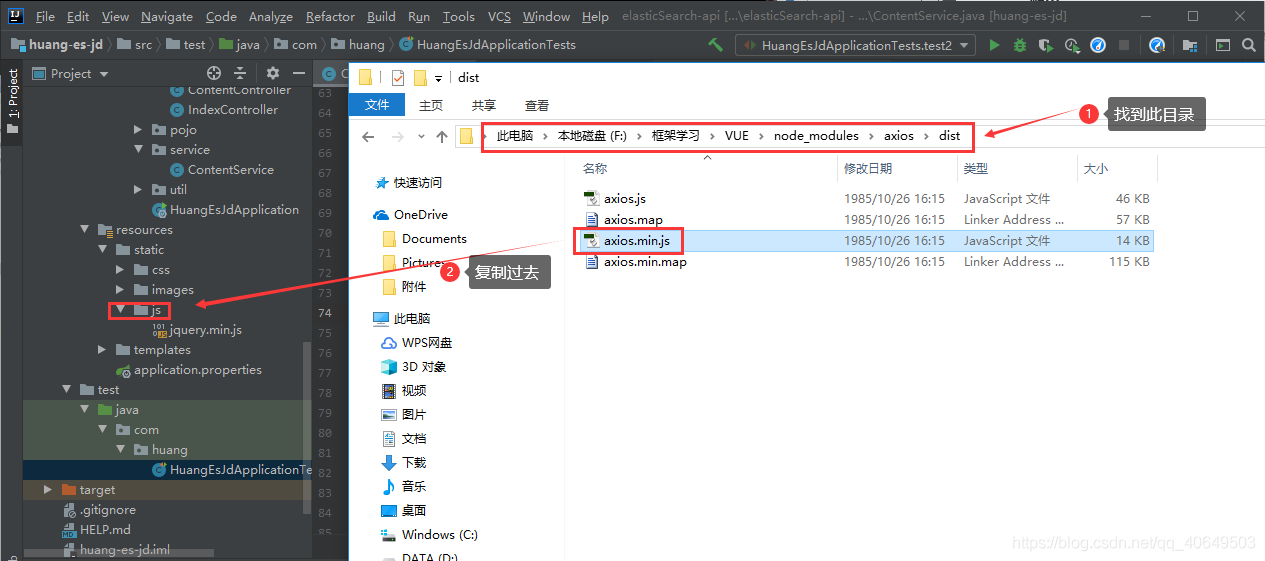 File Edit View Navigate Code Analyze Refactor Build Run Tools VCS Window Help elasticSearch-api [...\elasticSearch-api] - ...\ContentService.java [huang-es-jd]
huang-es-jd src test java com huang HuangEsJdApplicationTests HuangEsJdApplicationTests.test2
1: Project
Project
C
ContentController
IndexController
pojo
service
ContentService
util
HuangEsJdApplication
resources
static
css
images
js
jquery.min.js
templates
application.properties
test
java
com
huang
HuangEsJdApplicationTe
target
.gitignore
HELP.md
huang-es-jd.iml
63
64
65
66
67
68
69
70
71
72
73
74
75
76
77
78
79
80
81
82
83
84
85
dist
文件 主页 共享 查看
此电脑 本地磁盘 (F:) 框架学习 VUE node_modules axios dist
1 找到此目录
名称 修改日期 类型 大小
axios.js 1985/10/26 16:15 JavaScript 文件 46 KB
axios.map 1985/10/26 16:15 Linker Address ... 57 KB
axios.min.js 1985/10/26 16:15 JavaScript 文件 14 KB
axios.min.map 1985/10/26 16:15 Linker Address ... 115 KB
2 复制过去
快速访问
OneDrive
Documents
Pictures
附件
此电脑
WPS网盘
3D 对象
视频
图片
文档
下载
音乐
桌面
Windows (C:)
DATA (D:)
https://blog.csdn.net/qq_40649503